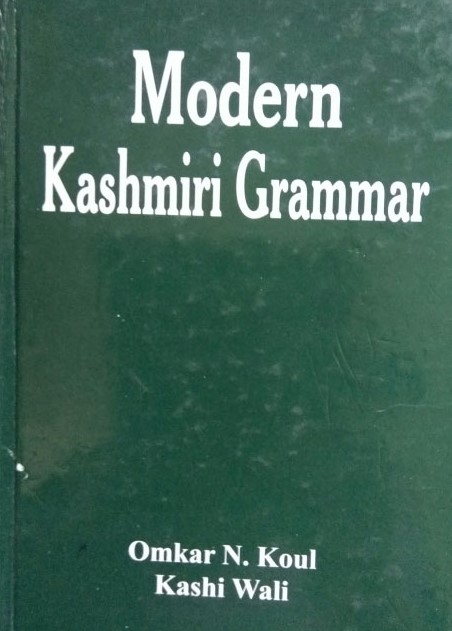 Modern
Kashmiri Grammar
Omkar N. Koul
Kashi Wali